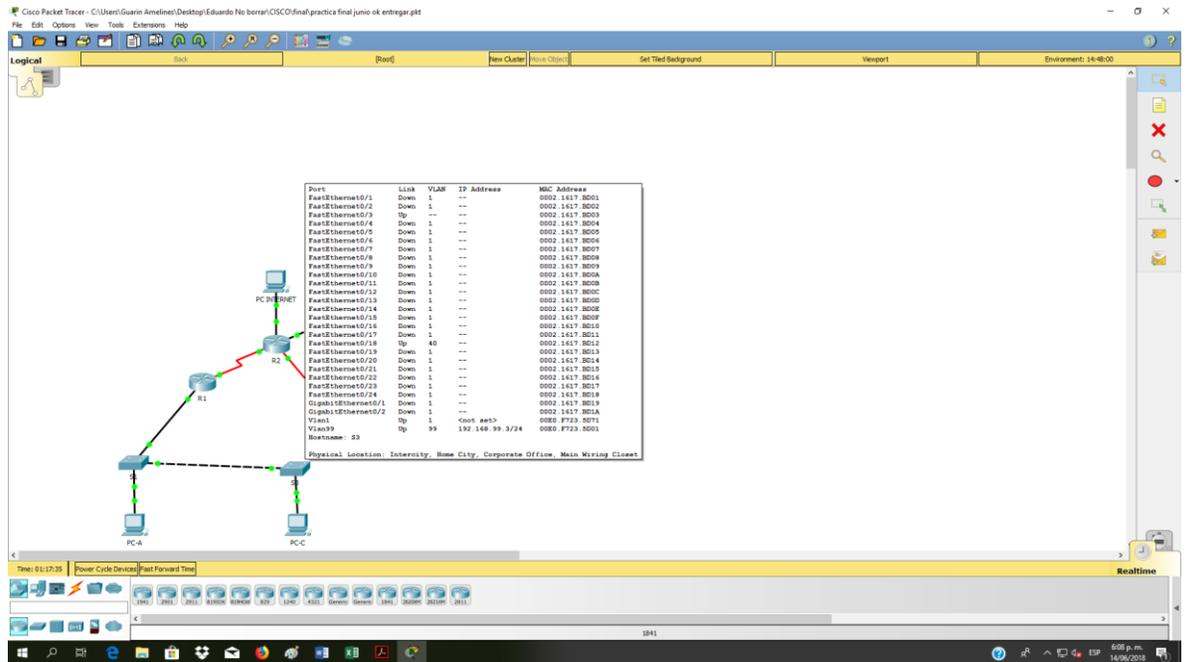 Cisco Packet Tracer - C:\Users\Guarin Amelines\Desktop\Eduardo No borrar\CISCO\final\practica final junio ok entregar.pkt
File Edit Options View Tools Extensions Help
Logical Back [Root] New Cluster Move Object Set Tiled Background Viewport Environment: 14:48:00
Port Link VLAN IP Address MAC Address
FastEthernet0/1 Down 1 -- 0002.1617.BD01
FastEthernet0/2 Down 1 -- 0002.1617.BD02
FastEthernet0/3 Up -- -- 0002.1617.BD03
FastEthernet0/4 Down 1 -- 0002.1617.BD04
FastEthernet0/5 Down 1 -- 0002.1617.BD05
FastEthernet0/6 Down 1 -- 0002.1617.BD06
FastEthernet0/7 Down 1 -- 0002.1617.BD07
FastEthernet0/8 Down 1 -- 0002.1617.BD08
FastEthernet0/9 Down 1 -- 0002.1617.BD09
FastEthernet0/10 Down 1 -- 0002.1617.BD0A
FastEthernet0/11 Down 1 -- 0002.1617.BD0B
FastEthernet0/12 Down 1 -- 0002.1617.BD0C
FastEthernet0/13 Down 1 -- 0002.1617.BD0D
FastEthernet0/14 Down 1 -- 0002.1617.BD0E
FastEthernet0/15 Down 1 -- 0002.1617.BD0F
FastEthernet0/16 Down 1 -- 0002.1617.BD10
FastEthernet0/17 Down 1 -- 0002.1617.BD11
FastEthernet0/18 Up 40 -- 0002.1617.BD12
FastEthernet0/19 Down 1 -- 0002.1617.BD13
FastEthernet0/20 Down 1 -- 0002.1617.BD14
FastEthernet0/21 Down 1 -- 0002.1617.BD15
FastEthernet0/22 Down 1 -- 0002.1617.BD16
FastEthernet0/23 Down 1 -- 0002.1617.BD17
FastEthernet0/24 Down 1 -- 0002.1617.BD18
GigabitEthernet0/1 Down 1 -- 0002.1617.BD19
GigabitEthernet0/2 Down 1 -- 0002.1617.BD1A
Vlan1 Up 1 <not set> 00E0.F723.5D71
Vlan99 Up 99 192.168.99.3/24 00E0.F723.5D01
Hostname: S3
Physical Location: Intercity, Home City, Corporate Office, Main Wiring Closet
PC INTERNET
R2
R1
PC-A
PC-C
Time: 01:17:35 Power Cycle Devices Fast Forward Time
Realtime
1941 2901 2911 819IOX 819HGW 829 1240 4321 Generic Generic 1841 2620XM 2621XM 2811
1841
ESP
6:08 p. m.
14/06/2018